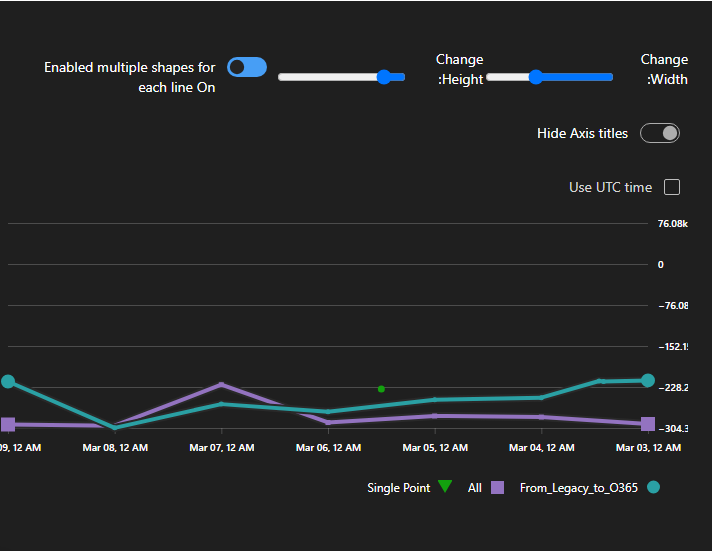 Enabled multiple shapes for
each line On
Change
:Height
Change
:Width
Hide Axis titles
Use UTC time
76.08k
0
−76.08
−152.1
−228.2
−304.3
09, 12 AM
Mar 08, 12 AM
Mar 07, 12 AM
Mar 06, 12 AM
Mar 05, 12 AM
Mar 04, 12 AM
Mar 03, 12 AM
Single Point
All
From_Legacy_to_O365